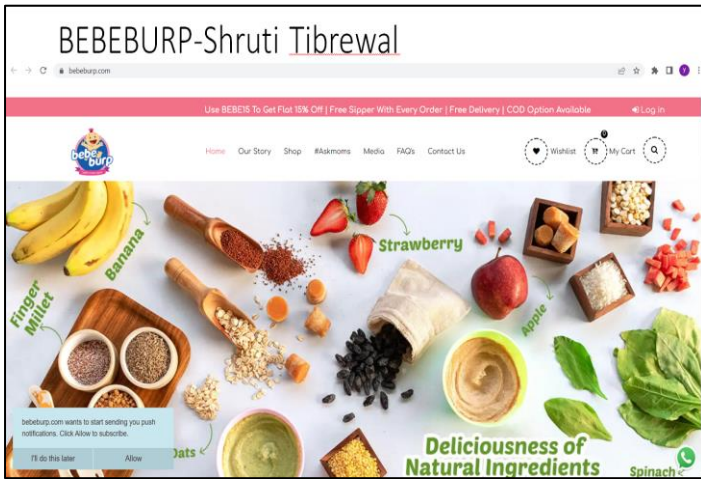 BEBEBURP-Shruti Tibrewal
bebeburp.com
Use BEBE15 To Get Flat 15% Off | Free Sipper With Every Order | Free Delivery | COD Option Available
Log in
bebe burp
Home Our Story Shop #Askmoms Media FAQ's Contact Us
Wishlist
0
My Cart
Banana
Strawberry
Finger
Millet
Apple
bebeburp.com wants to start sending you push
notifications. Click Allow to subscribe.
I'll do this later
Allow
Oats
Deliciousness of
Natural Ingredients
Spinach